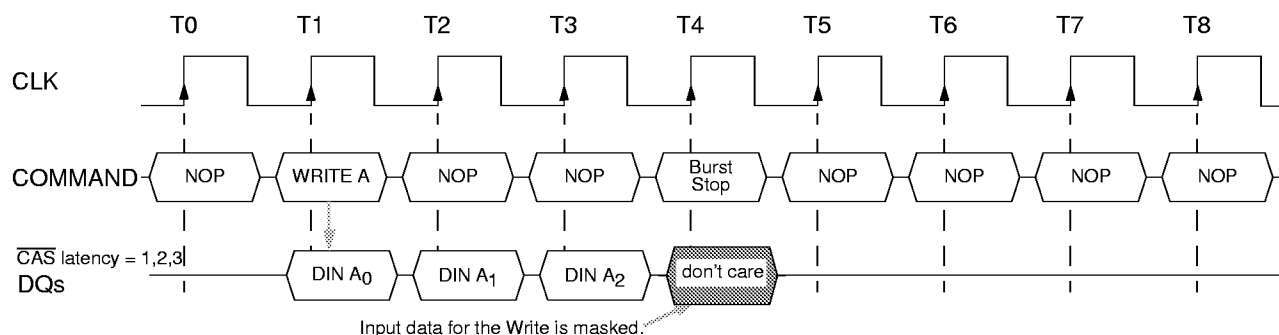 T0 T1 T2 T3 T4 T5 T6 T7 T8
CLK
COMMAND NOP WRITE A NOP NOP Burst Stop NOP NOP NOP NOP
CAS latency = 1,2,3
DQs DIN A0 DIN A1 DIN A2 don't care
Input data for the Write is masked.